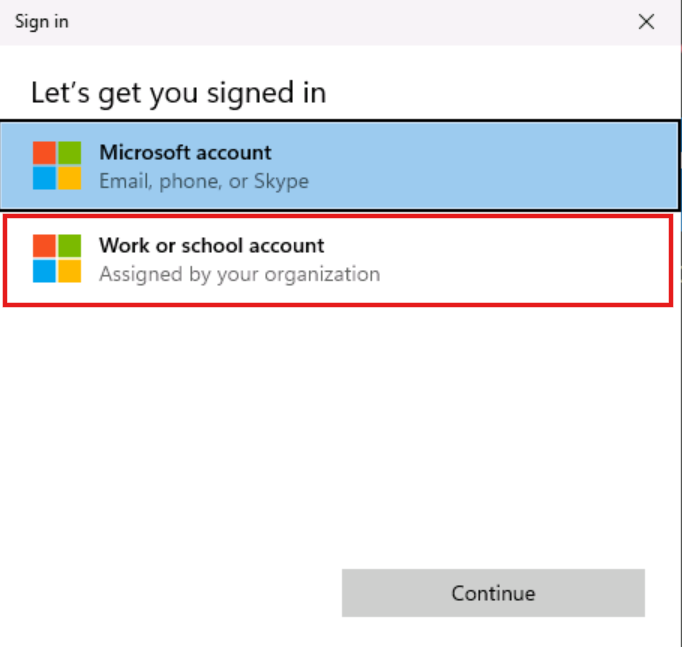 Sign in
Let’s get you signed in
Microsoft account
Email, phone, or Skype
Work or school account
Assigned by your organization
Continue